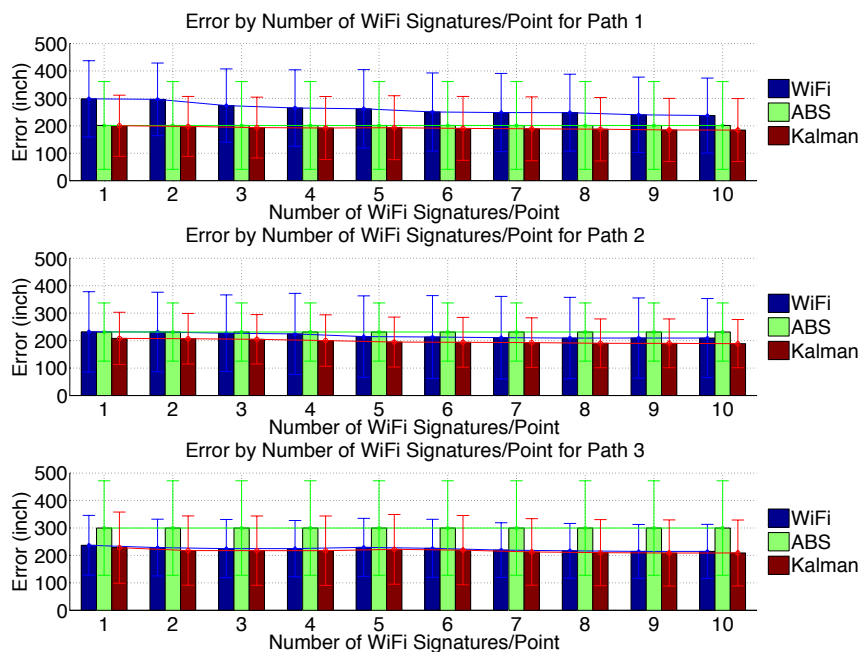 Error by Number of WiFi Signatures/Point for Path 1
500
400
300
200
100
0
Error (inch)
1 2 3 4 5 6 7 8 9 10
Number of WiFi Signatures/Point
WiFi
ABS
Kalman
Error by Number of WiFi Signatures/Point for Path 2
500
400
300
200
100
0
Error (inch)
1 2 3 4 5 6 7 8 9 10
Number of WiFi Signatures/Point
WiFi
ABS
Kalman
Error by Number of WiFi Signatures/Point for Path 3
500
400
300
200
100
0
Error (inch)
1 2 3 4 5 6 7 8 9 10
Number of WiFi Signatures/Point
WiFi
ABS
Kalman